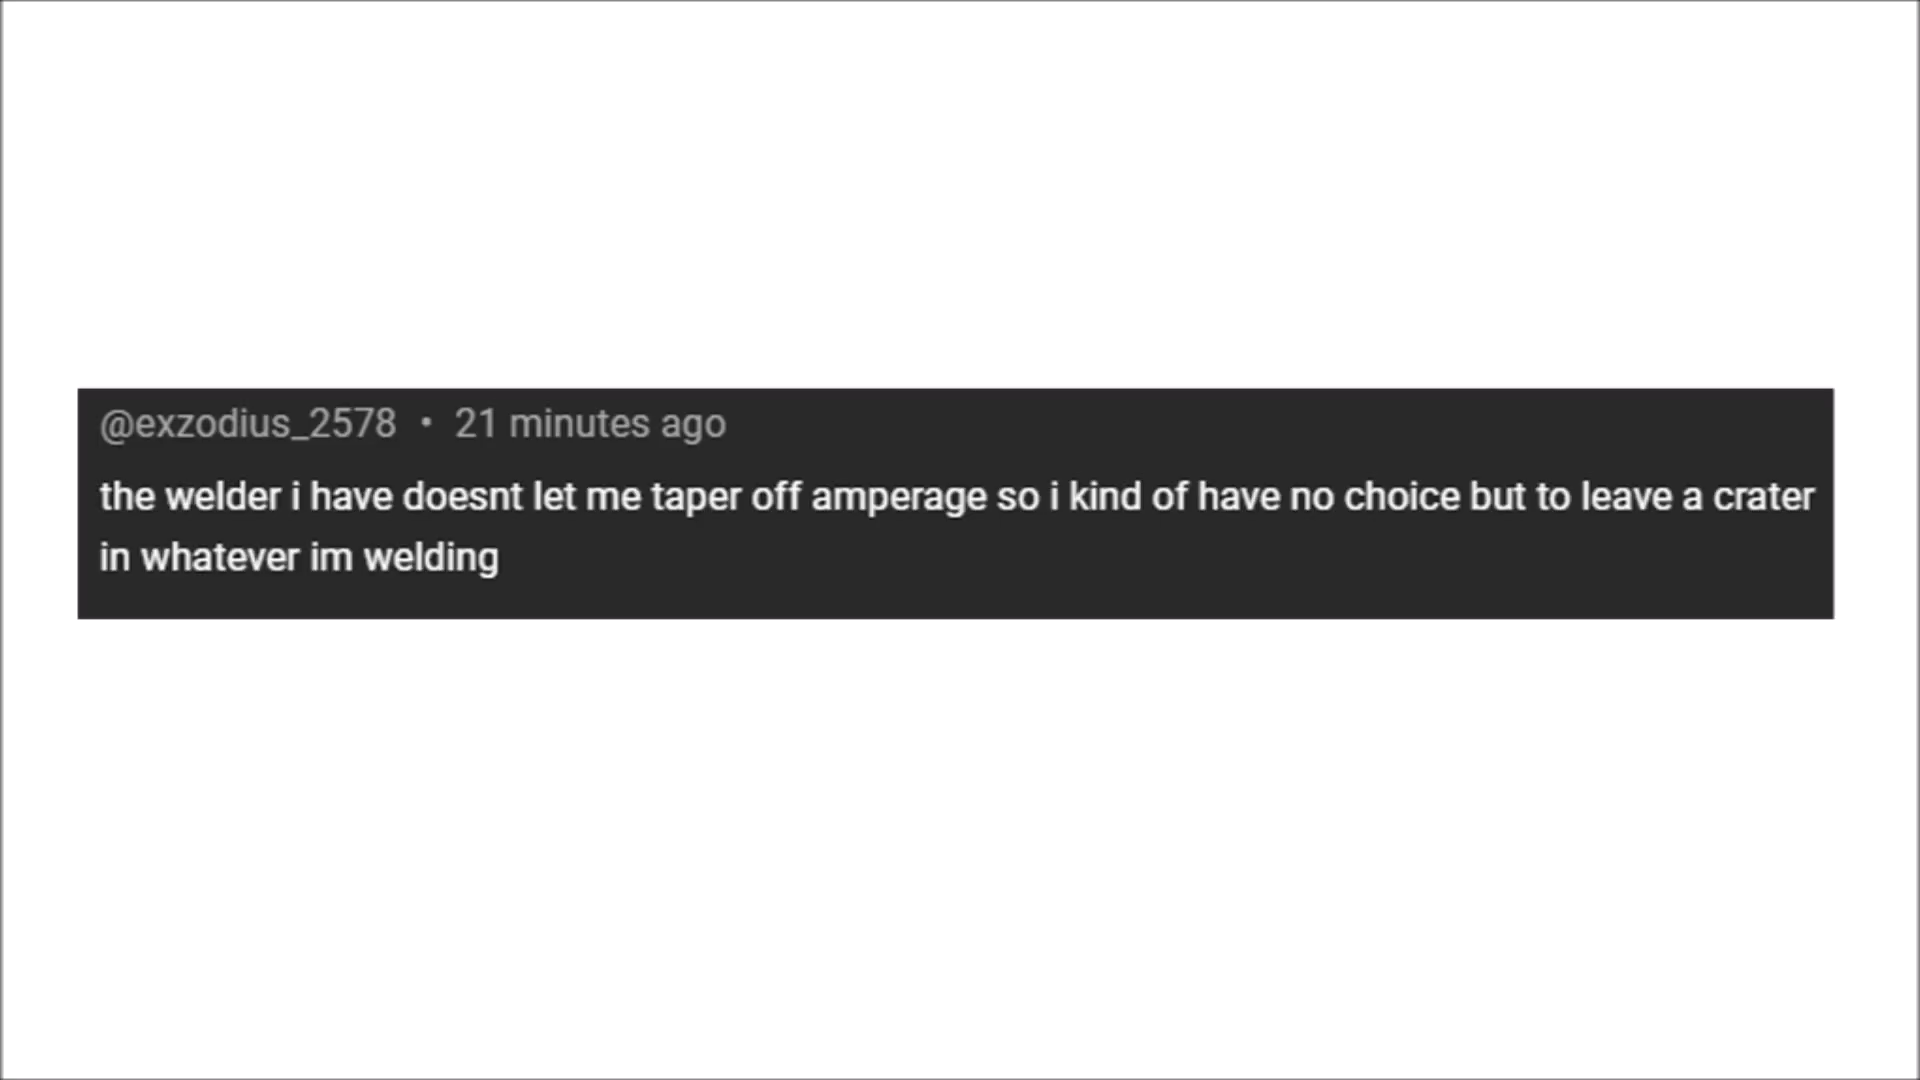 @exzodius_2578 • 21 minutes ago
the welder i have doesnt let me taper off amperage so i kind of have no choice but to leave a crater
in whatever im welding